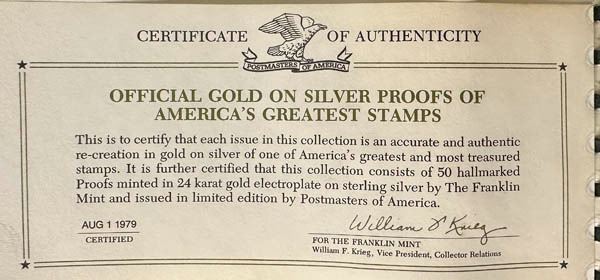 CERTIFICATE OF AUTHENTICITY
POSTMASTERS OF AMERICA
OFFICIAL GOLD ON SILVER PROOFS OF
AMERICA'S GREATEST STAMPS
This is to certify that each issue in this collection is an accurate and authentic
re-creation in gold on silver of one of America's greatest and most treasured
stamps. It is further certified that this collection consists of 50 hallmarked
Proofs minted in 24 karat gold electroplate on sterling silver by The Franklin
Mint and issued in limited edition by Postmasters of America.
AUG 1 1979
CERTIFIED
William F. Krieg
FOR THE FRANKLIN MINT
William F. Krieg, Vice President, Collector Relations